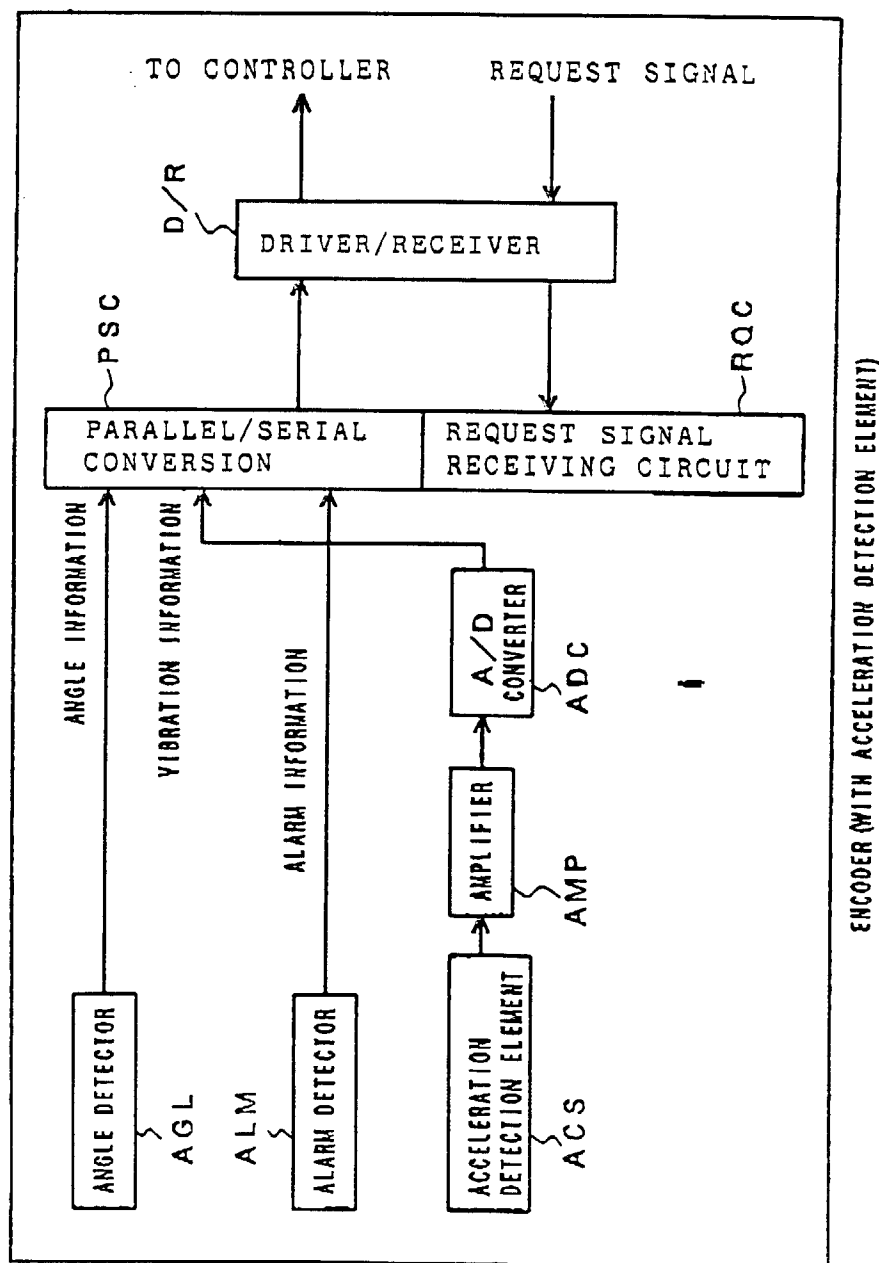 TO CONTROLLER
REQUEST SIGNAL
D/R
DRIVER/RECEIVER
PSC
RQC
PARALLEL/SERIAL
CONVERSION
REQUEST SIGNAL
RECEIVING CIRCUIT
ANGLE INFORMATION
VIBRATION INFORMATION
ALARM INFORMATION
A/D
CONVERTER
ADC
AMPLIFIER
AMP
ANGLE DETECTOR
AGL
ALM
ALARM DETECTOR
ACCELERATION
DETECTION ELEMENT
ACS
ENCODER(WITH ACCELERATION DETECTION ELEMENT)